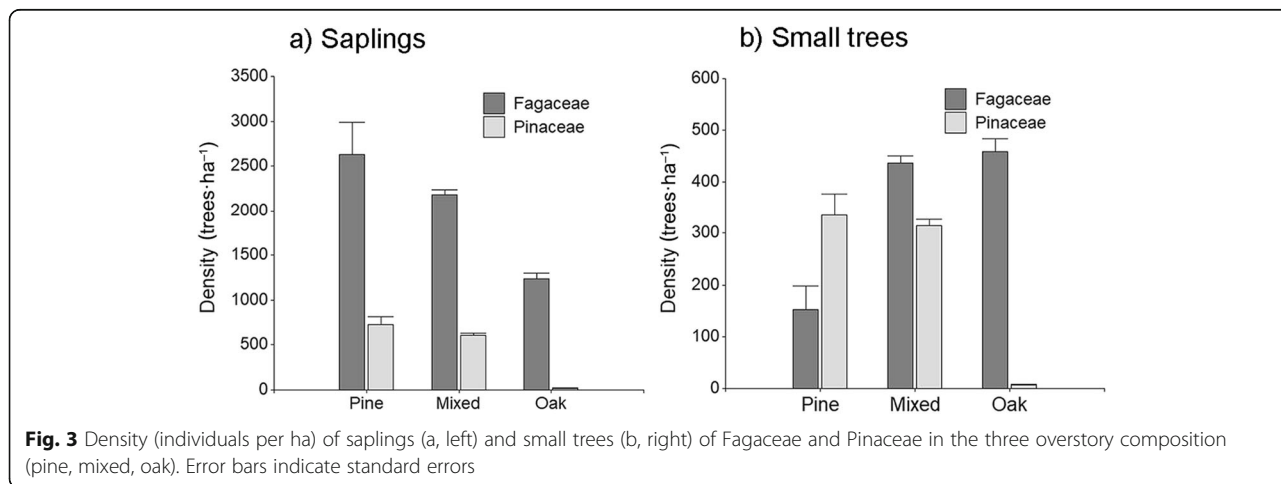 a) Saplings
3500
3000
2500
2000
1500
1000
500
0
Density (trees·ha⁻¹)
Fagaceae
Pinaceae
Pine Mixed Oak
b) Small trees
600
500
400
300
200
100
0
Density (trees·ha⁻¹)
Fagaceae
Pinaceae
Pine Mixed Oak
Fig. 3 Density (individuals per ha) of saplings (a, left) and small trees (b, right) of Fagaceae and Pinaceae in the three overstory composition
(pine, mixed, oak). Error bars indicate standard errors